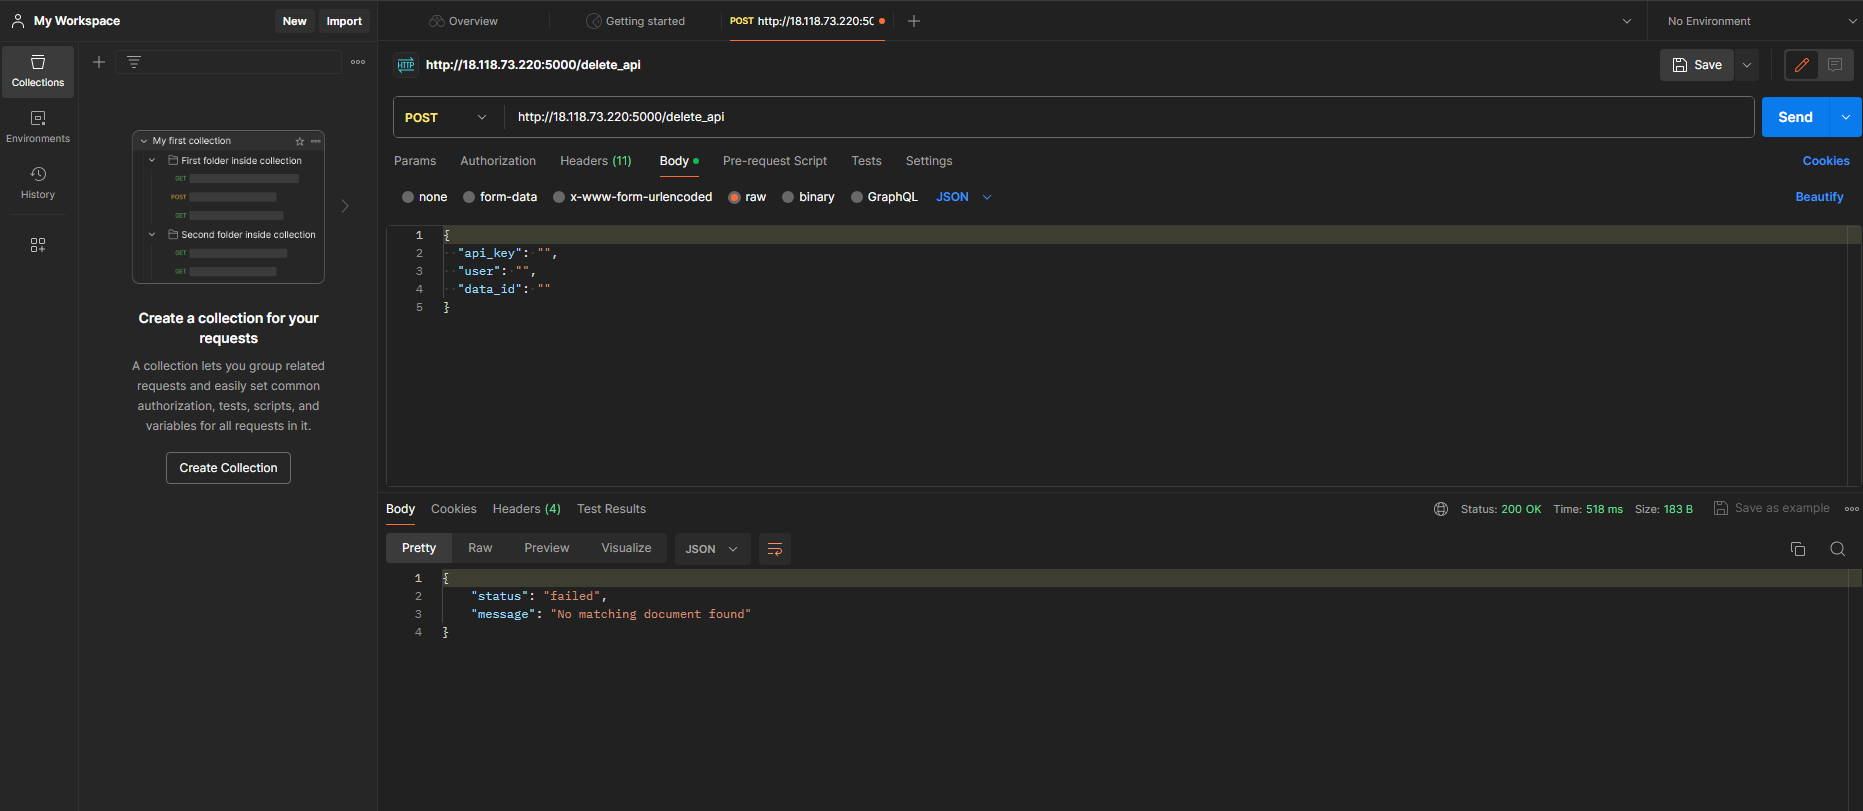 My Workspace
New
Import
Overview
Getting started
POST http://18.118.73.220:5C
No Environment
Collections
Environments
History
My first collection
First folder inside collection
GET
POST
GET
Second folder inside collection
GET
GET
Create a collection for your
requests
A collection lets you group related
requests and easily set common
authorization, tests, scripts, and
variables for all requests in it.
Create Collection
HTTP http://18.118.73.220:5000/delete_api
Save
POST http://18.118.73.220:5000/delete_api
Send
Params Authorization Headers (11) Body Pre-request Script Tests Settings
Cookies
none form-data x-www-form-urlencoded raw binary GraphQL JSON
Beautify
1 {
2 "api_key": "",
3 "user": "",
4 "data_id": ""
5 }
Body Cookies Headers (4) Test Results
Status: 200 OK Time: 518 ms Size: 183 B
Save as example
Pretty Raw Preview Visualize JSON
1 {
2 "status": "failed",
3 "message": "No matching document found"
4 }